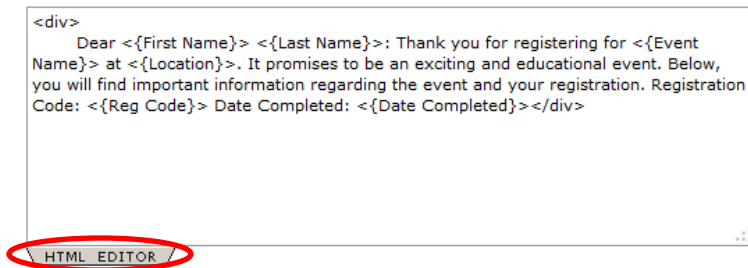 <div>
Dear <{First Name}> <{Last Name}>: Thank you for registering for <{Event
Name}> at <{Location}>. It promises to be an exciting and educational event. Below,
you will find important information regarding the event and your registration. Registration
Code: <{Reg Code}> Date Completed: <{Date Completed}></div>
HTML EDITOR